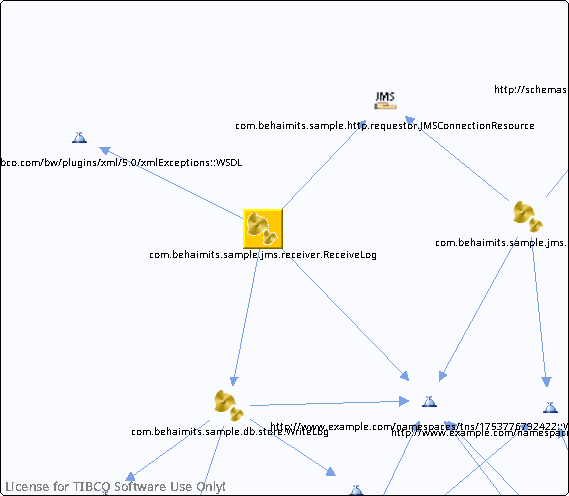 http://schemas
JMS
com.behaimits.sample.http.requestor.JMSConnectionResource
bco.com/bw/plugins/xml/5.0/xmlExceptions::WSDL
com.behaimits.sample.jms.
com.behaimits.sample.jms.receiver.ReceiveLog
http://www.example.com/namespaces/tns/1753776792422::W
com.behaimits.sample.db.store.WriteLog
http://www.example.com/namespac
License for TIBCO Software Use Only!